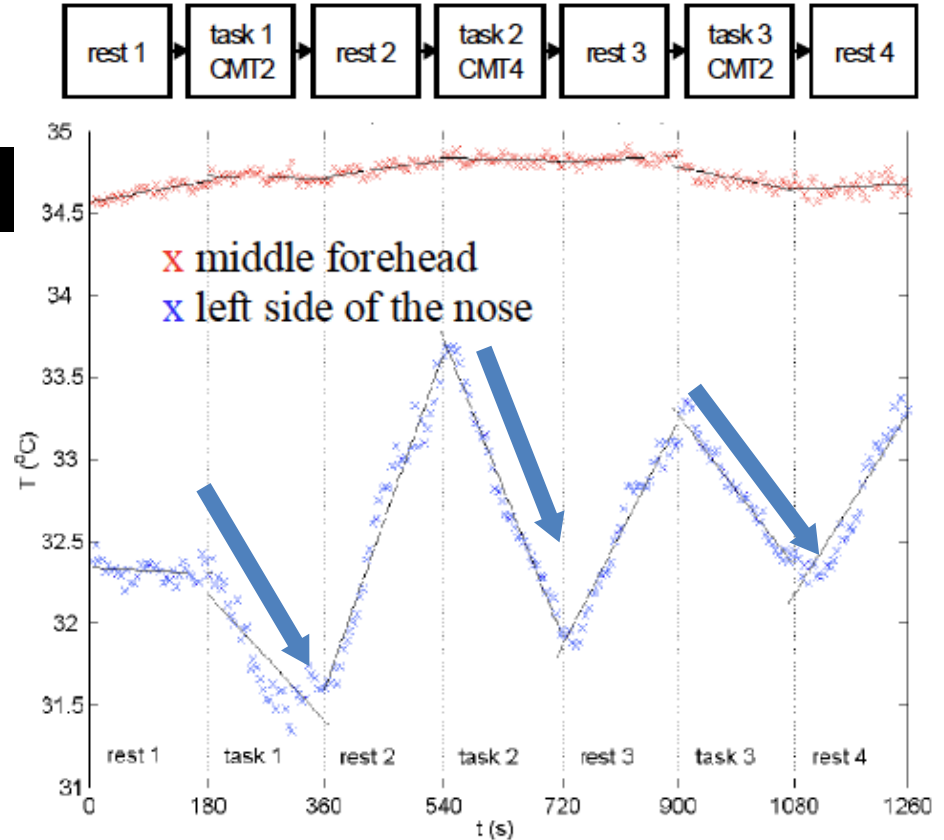 rest 1
task 1
CMT2
rest 2
task 2
CMT4
rest 3
task 3
CMT2
rest 4
35
34.5
34
33.5
33
32.5
32
31.5
31
T (°C)
x middle forehead
x left side of the nose
rest 1 task 1 rest 2 task 2 rest 3 task 3 rest 4
0 180 360 540 720 900 1080 1260
t (s)